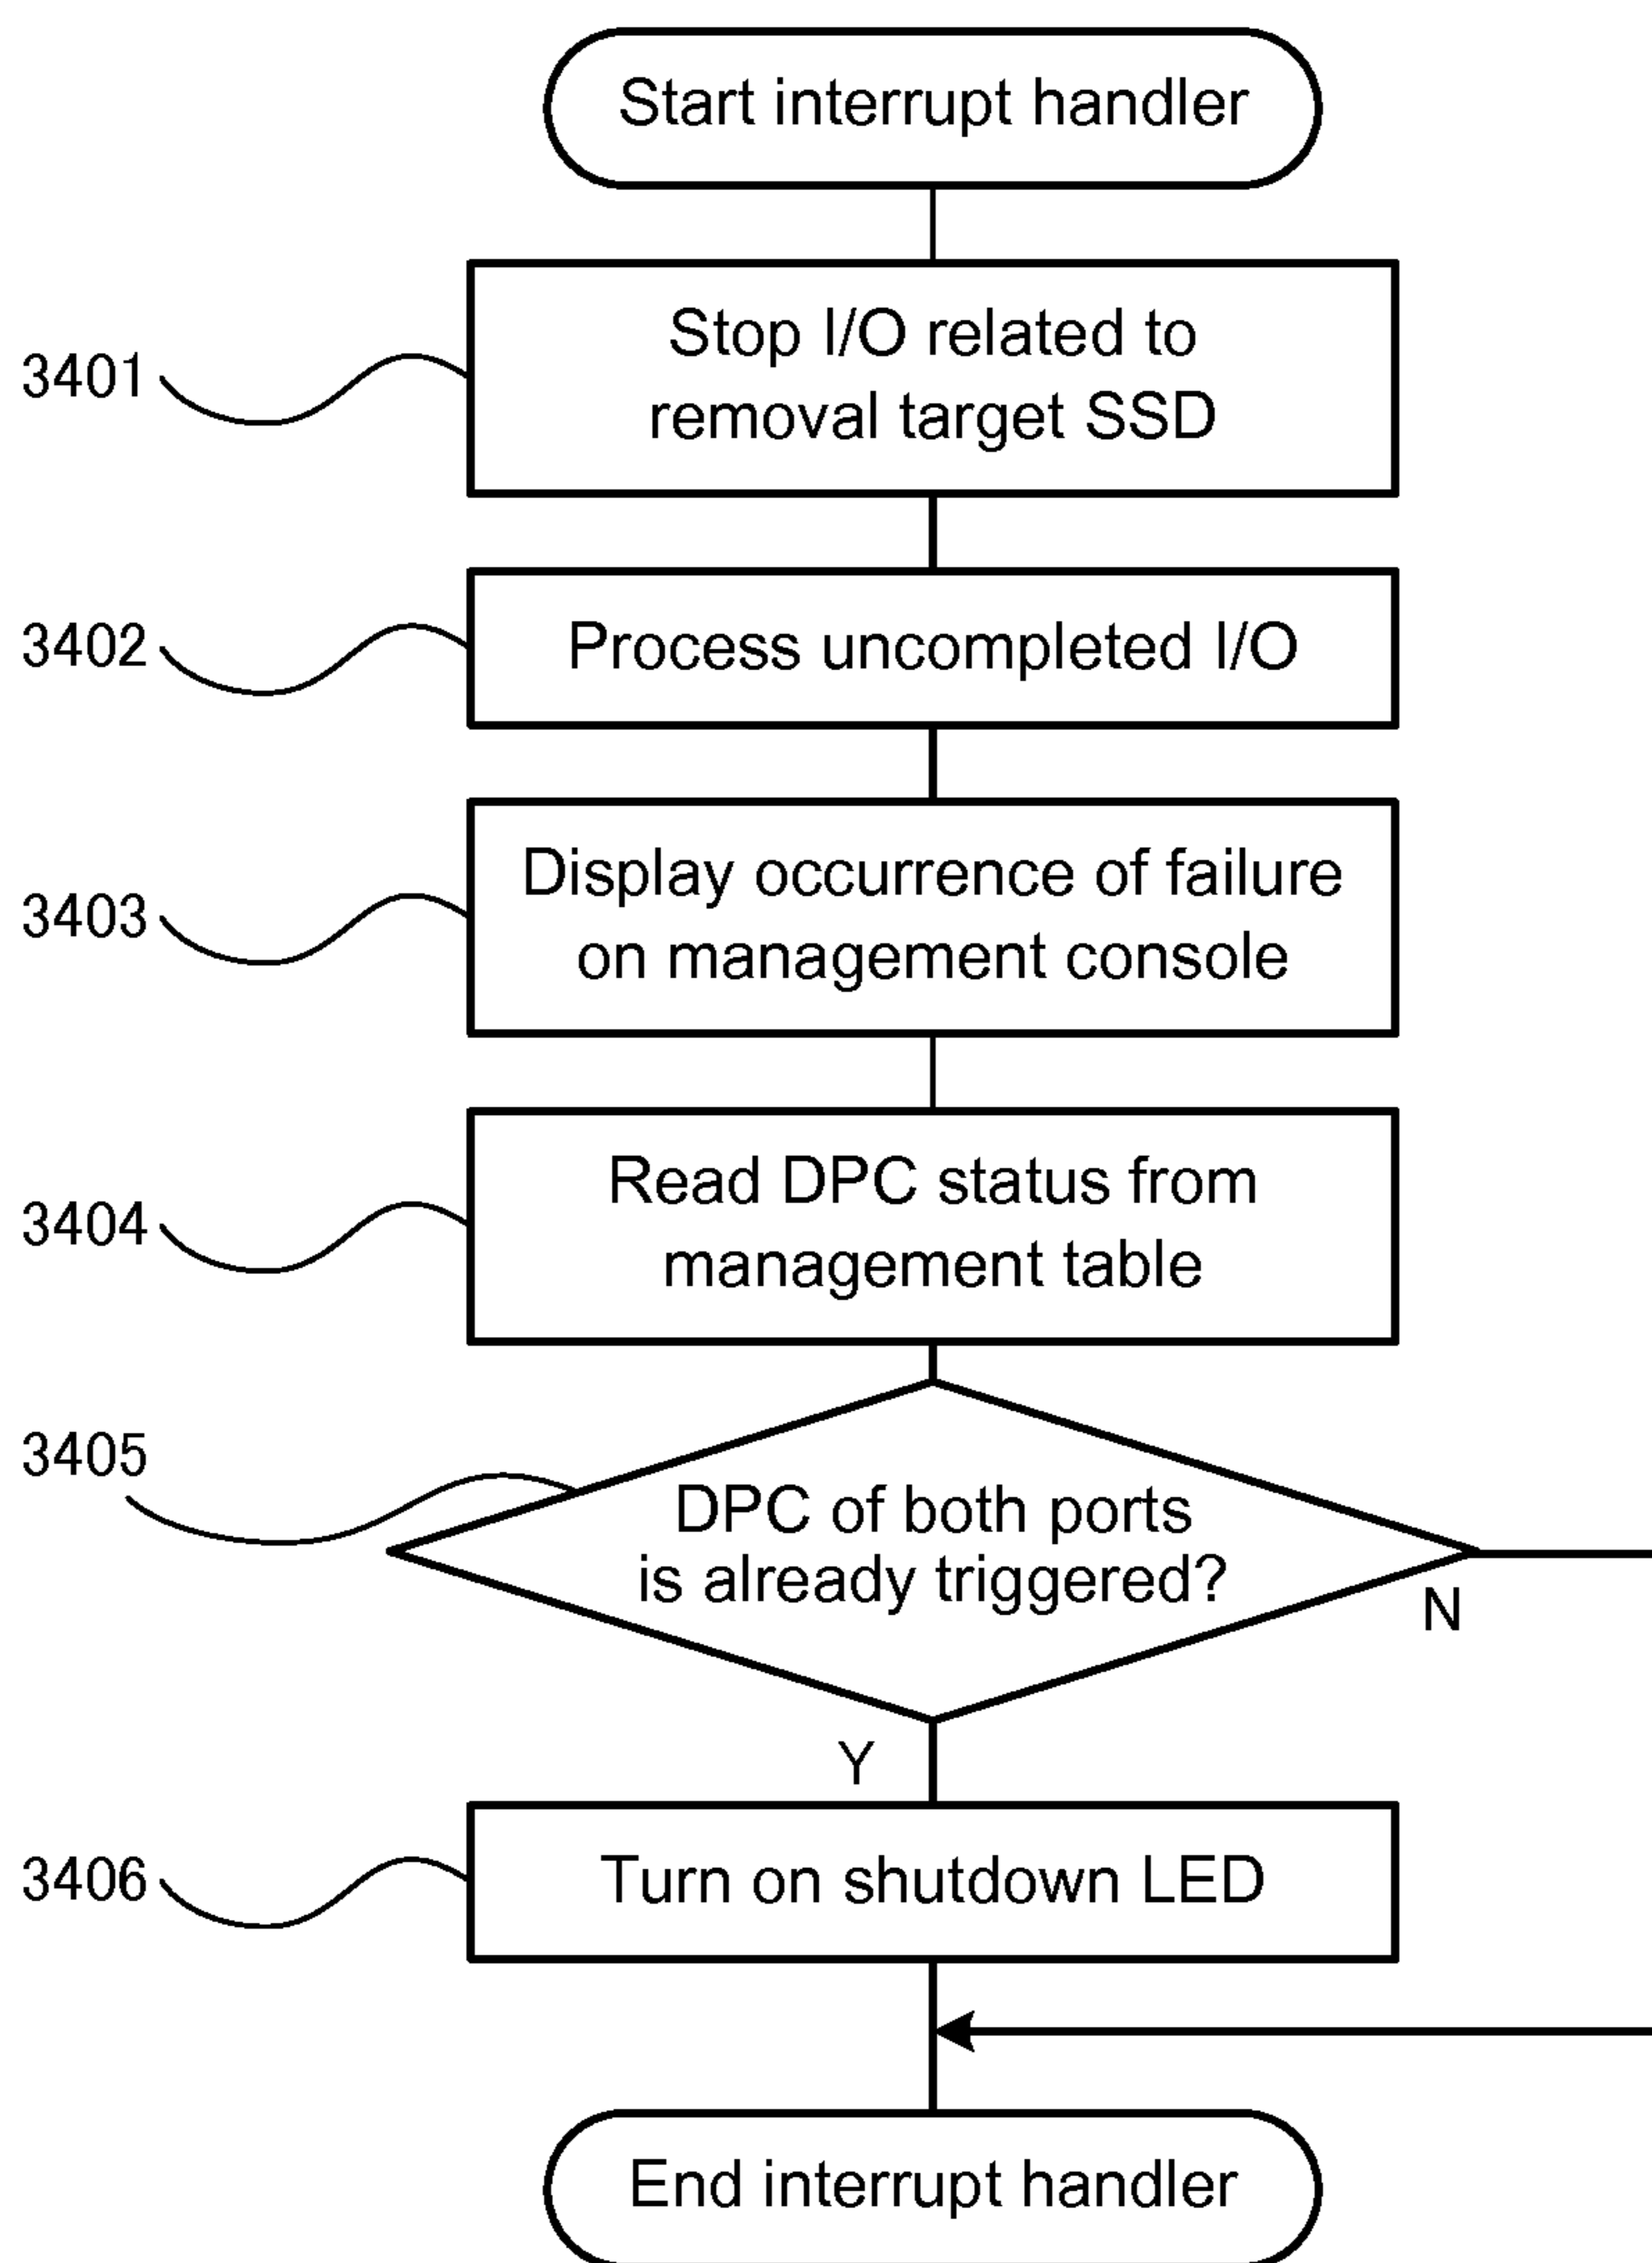 Start interrupt handler
3401
Stop I/O related to
removal target SSD
3402
Process uncompleted I/O
3403
Display occurrence of failure
on management console
3404
Read DPC status from
management table
3405
DPC of both ports
is already triggered?
N
Y
3406
Turn on shutdown LED
End interrupt handler